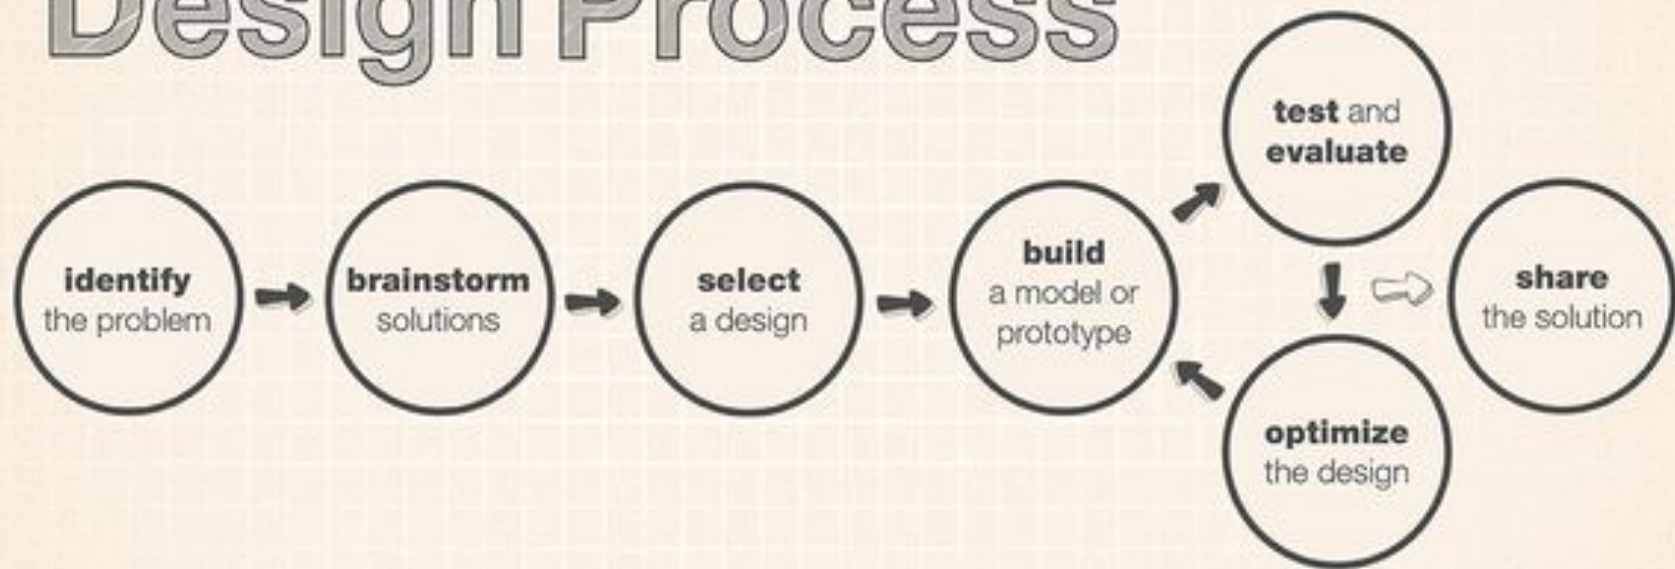 Design Process
identify
the problem
brainstorm
solutions
select
a design
build
a model or
prototype
test and
evaluate
optimize
the design
share
the solution